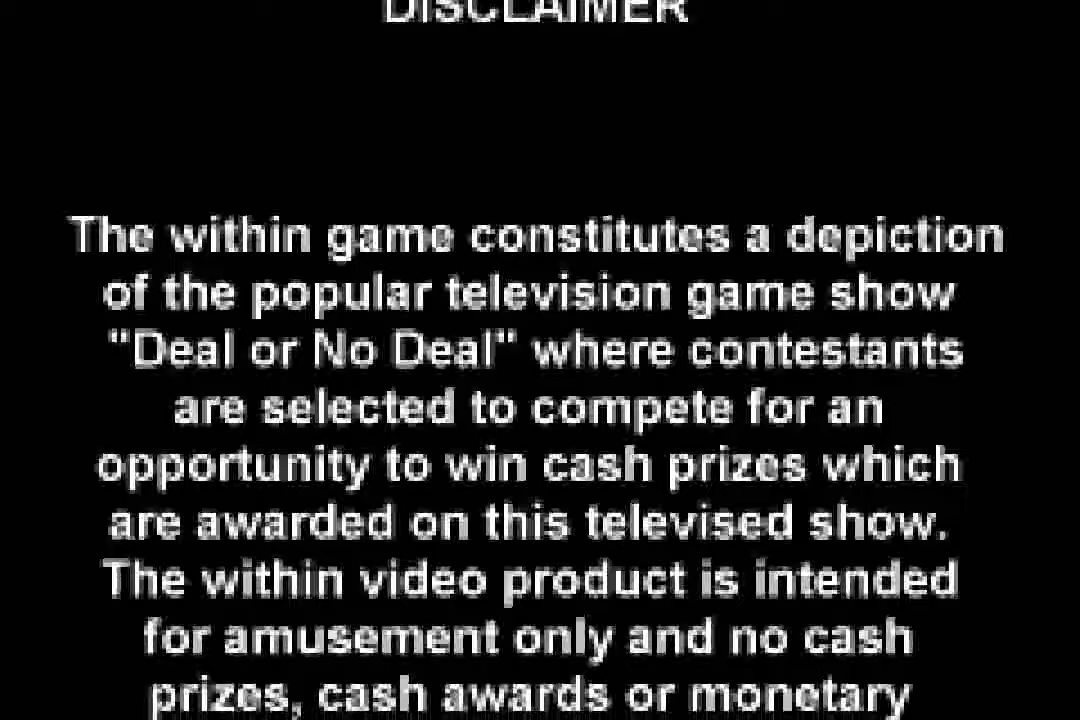 DISCLAIMER
The within game constitutes a depiction
of the popular television game show
"Deal or No Deal" where contestants
are selected to compete for an
opportunity to win cash prizes which
are awarded on this televised show.
The within video product is intended
for amusement only and no cash
prizes, cash awards or monetary